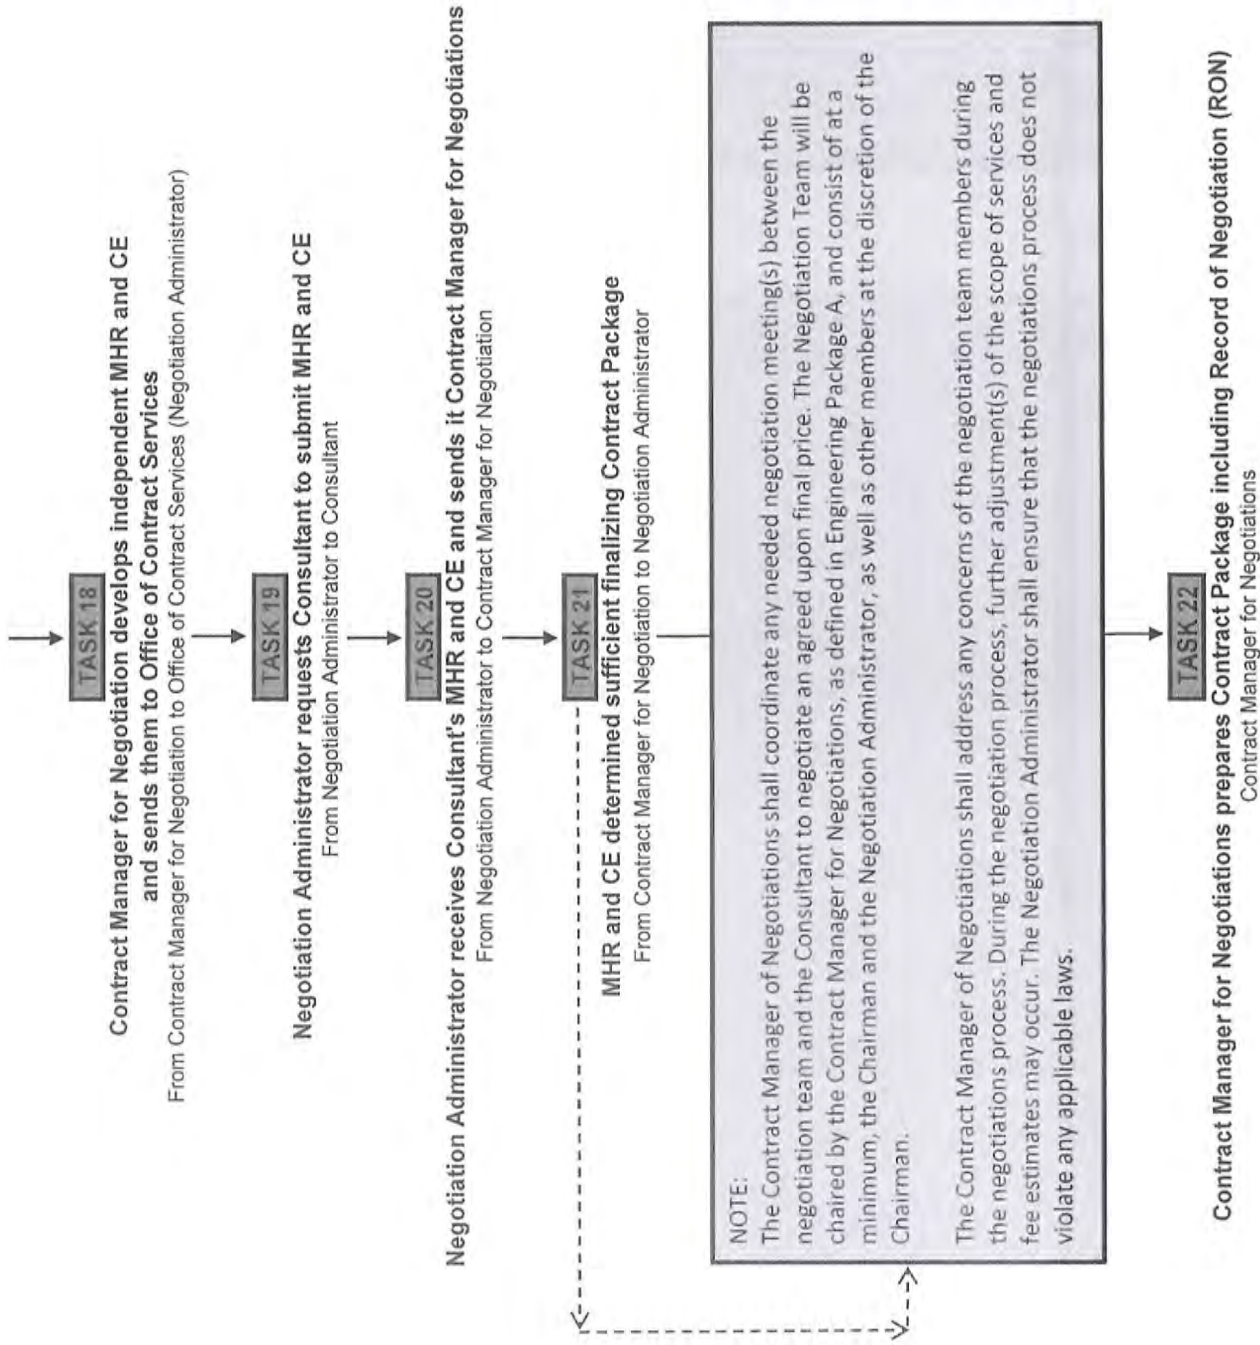 TASK 18
Contract Manager for Negotiation develops independent MHR and CE
and sends them to Office of Contract Services
From Contract Manager for Negotiation to Office of Contract Services (Negotiation Administrator)
TASK 19
Negotiation Administrator requests Consultant to submit MHR and CE
From Negotiation Administrator to Consultant
TASK 20
Negotiation Administrator receives Consultant's MHR and CE and sends it Contract Manager for Negotiations
From Negotiation Administrator to Contract Manager for Negotiation
TASK 21
MHR and CE determined sufficient finalizing Contract Package
From Contract Manager for Negotiation to Negotiation Administrator
NOTE:
The Contract Manager of Negotiations shall coordinate any needed negotiation meeting(s) between the
negotiation team and the Consultant to negotiate an agreed upon final price. The Negotiation Team will be
chaired by the Contract Manager for Negotiations, as defined in Engineering Package A, and consist of at a
minimum, the Chairman and the Negotiation Administrator, as well as other members at the discretion of the
Chairman.
The Contract Manager of Negotiations shall address any concerns of the negotiation team members during
the negotiations process. During the negotiation process, further adjustment(s) of the scope of services and
fee estimates may occur. The Negotiation Administrator shall ensure that the negotiations process does not
violate any applicable laws.
TASK 22
Contract Manager for Negotiations prepares Contract Package including Record of Negotiation (RON)
Contract Manager for Negotiations